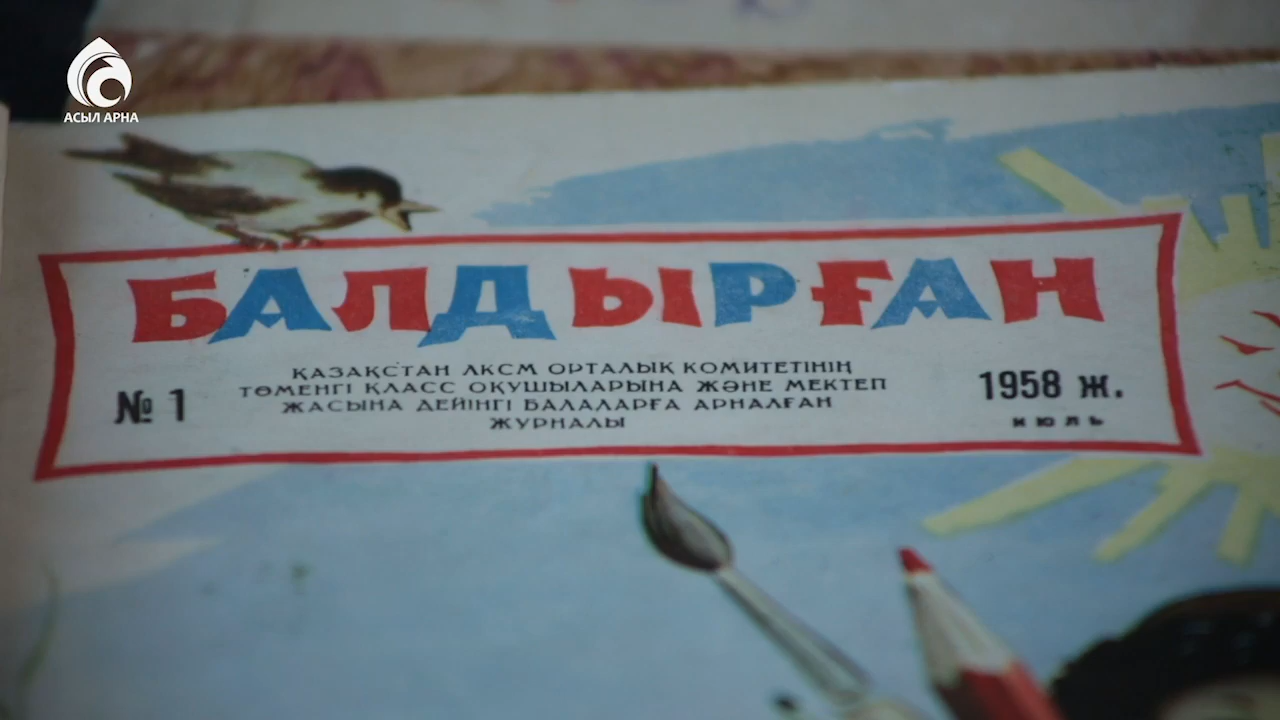 АСЫЛ АРНА
БАЛДЫРҒАН
ҚАЗАҚСТАН ЛКСМ ОРТАЛЫҚ КОМИТЕТІНІҢ
ТӨМЕНГІ КЛАСС ОҚУШЫЛАРЫНА ЖӘНЕ МЕКТЕП
ЖАСЫНА ДЕЙІНГІ БАЛАЛАРҒА АРНАЛҒАН
ЖУРНАЛЫ
№ 1
1958 Ж.
ИЮЛЬ